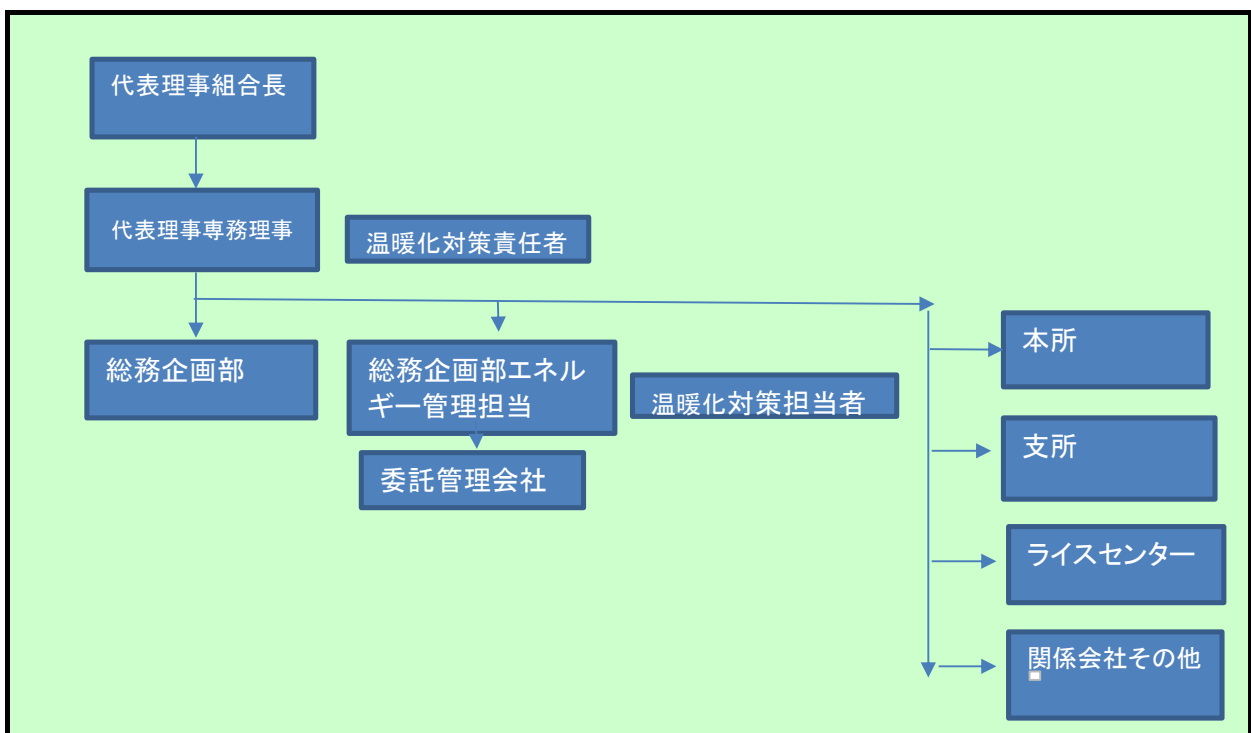 代表理事組合長
代表理事専務理事
温暖化対策責任者
総務企画部
総務企画部エネル
ギー管理担当
温暖化対策担当者
委託管理会社
本所
支所
ライスセンター
関係会社その他